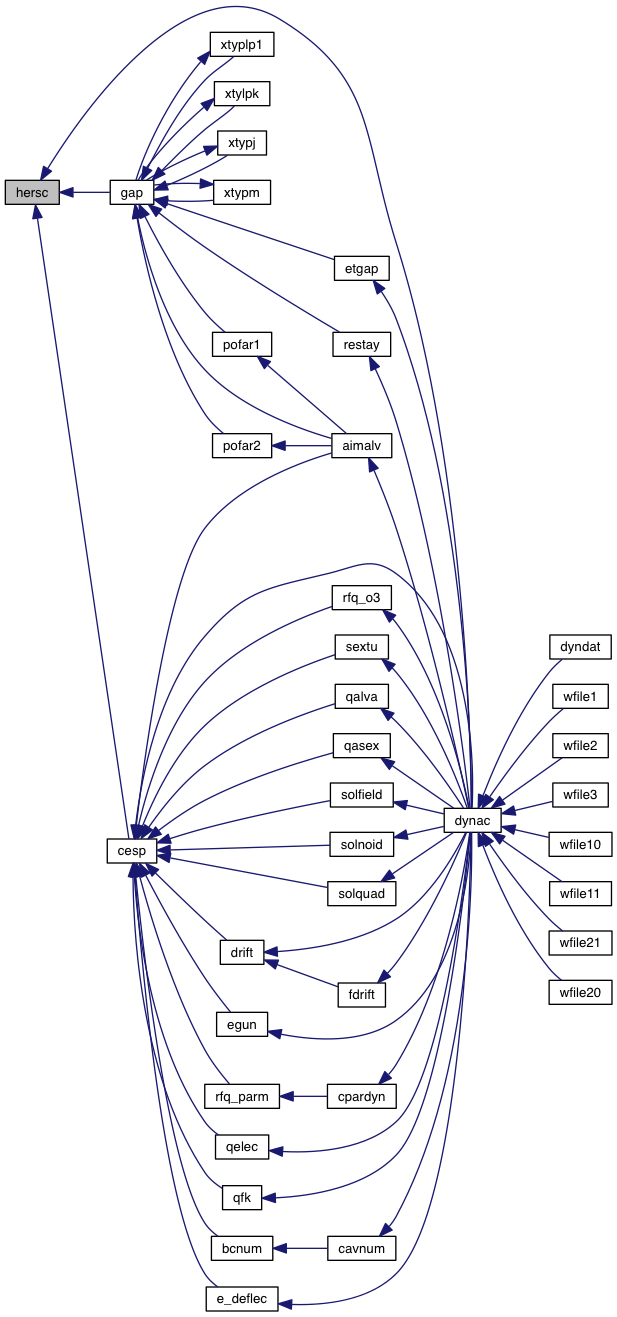 xtyplp1
xtylpk
xtypj
hersc
gap
xtypm
etgap
pofar1
restay
pofar2
aimalv
rfq_o3
sextu
dyndat
qalva
wfile1
qasex
wfile2
solfield
wfile3
dynac
cesp
solnoid
wfile10
solquad
wfile11
drift
wfile21
fdrift
wfile20
egun
rfq_parm
cpardyn
qelec
qfk
bcnum
cavnum
e_deflec